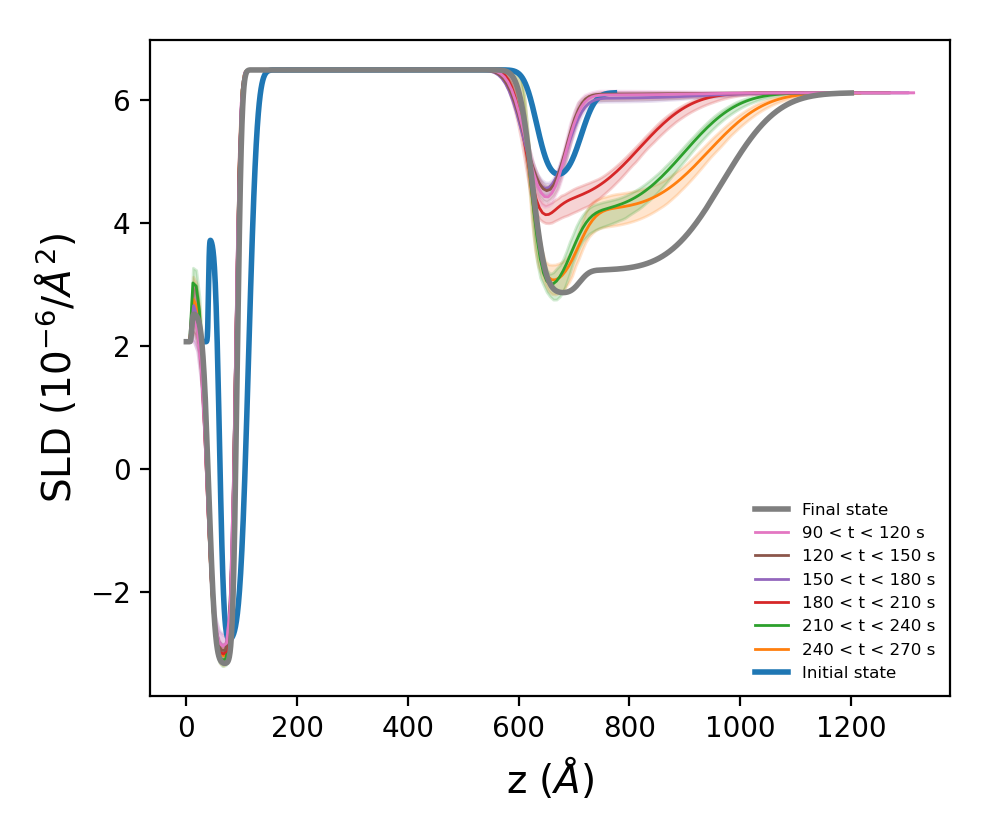 SLD (10⁻⁶/Å²)
6
4
2
0
−2
0 200 400 600 800 1000 1200
z (Å)
Final state
90 < t < 120 s
120 < t < 150 s
150 < t < 180 s
180 < t < 210 s
210 < t < 240 s
240 < t < 270 s
Initial state